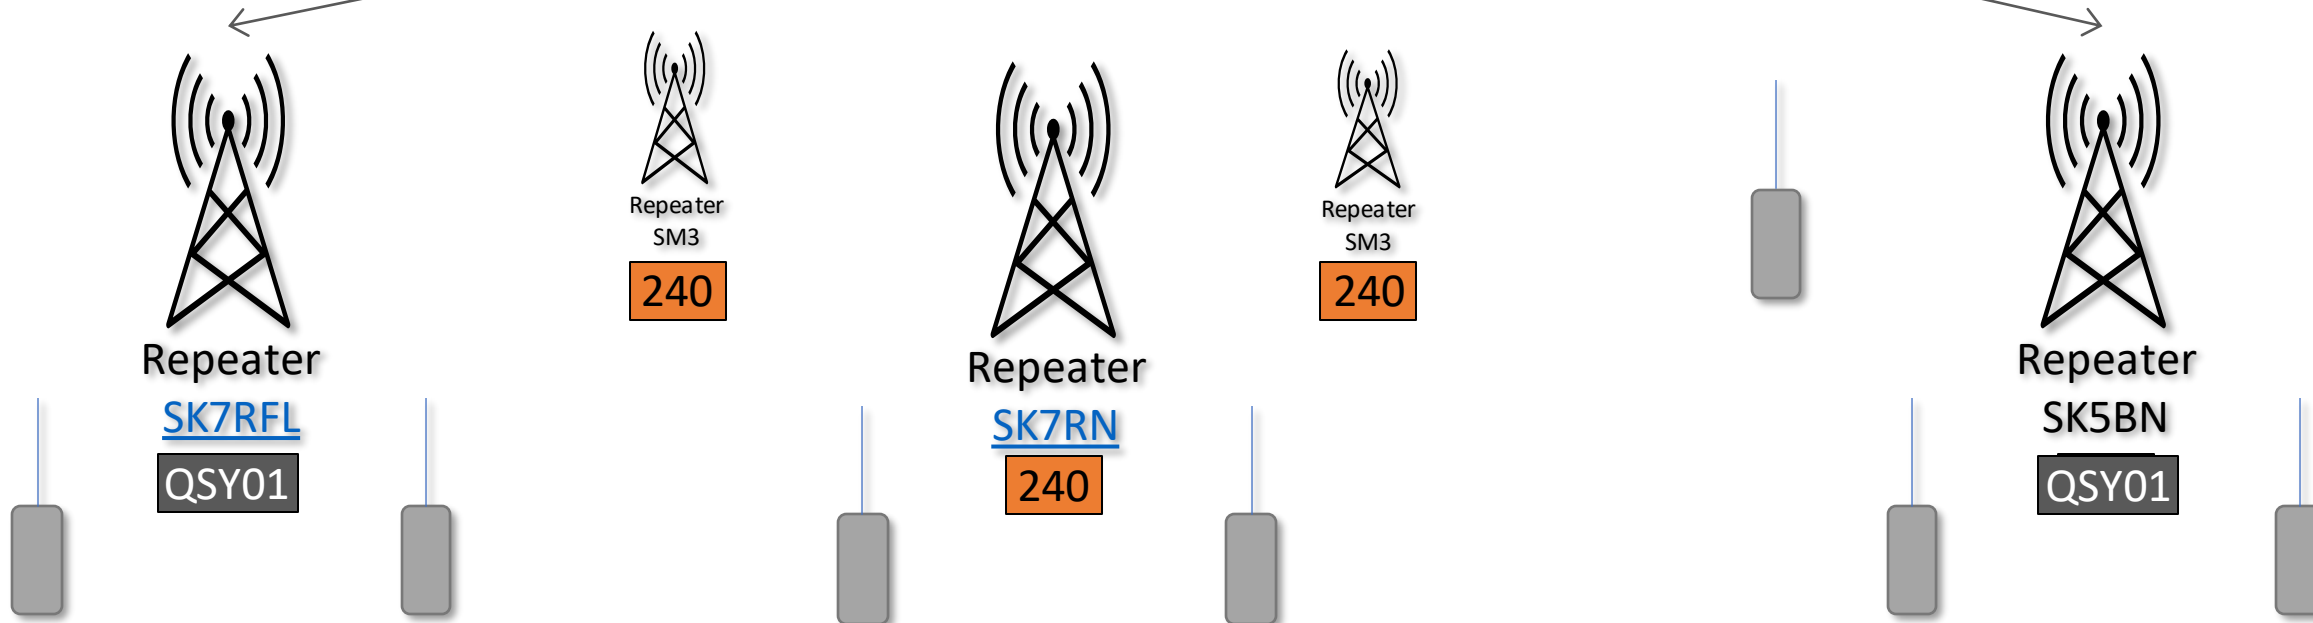 Repeater
SK7RFL
QSY01
Repeater
SM3
240
Repeater
SK7RN
240
Repeater
SM3
240
Repeater
SK5BN
QSY01